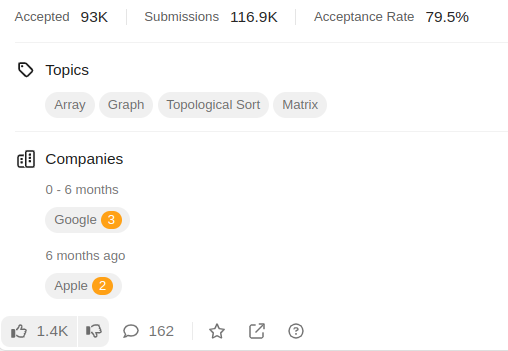 Accepted 93K Submissions 116.9K Acceptance Rate 79.5%
Topics
Array Graph Topological Sort Matrix
Companies
0 - 6 months
Google 3
6 months ago
Apple 2
1.4K 162